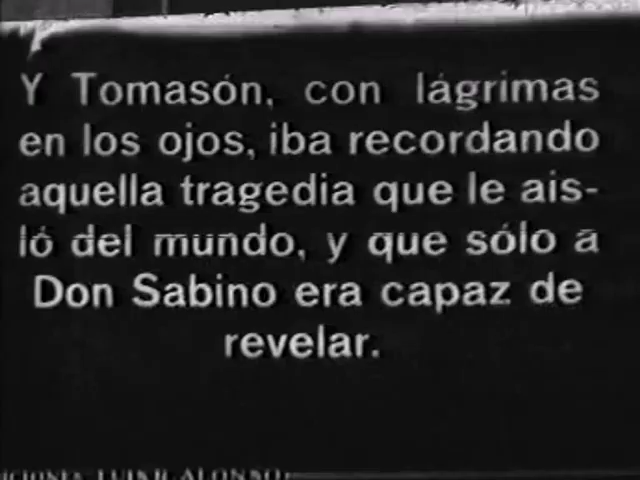 Y Tomasón, con lágrimas
en los ojos, iba recordando
aquella tragedia que le ais-
ló del mundo, y que sólo a
Don Sabino era capaz de
revelar.
ALONSO